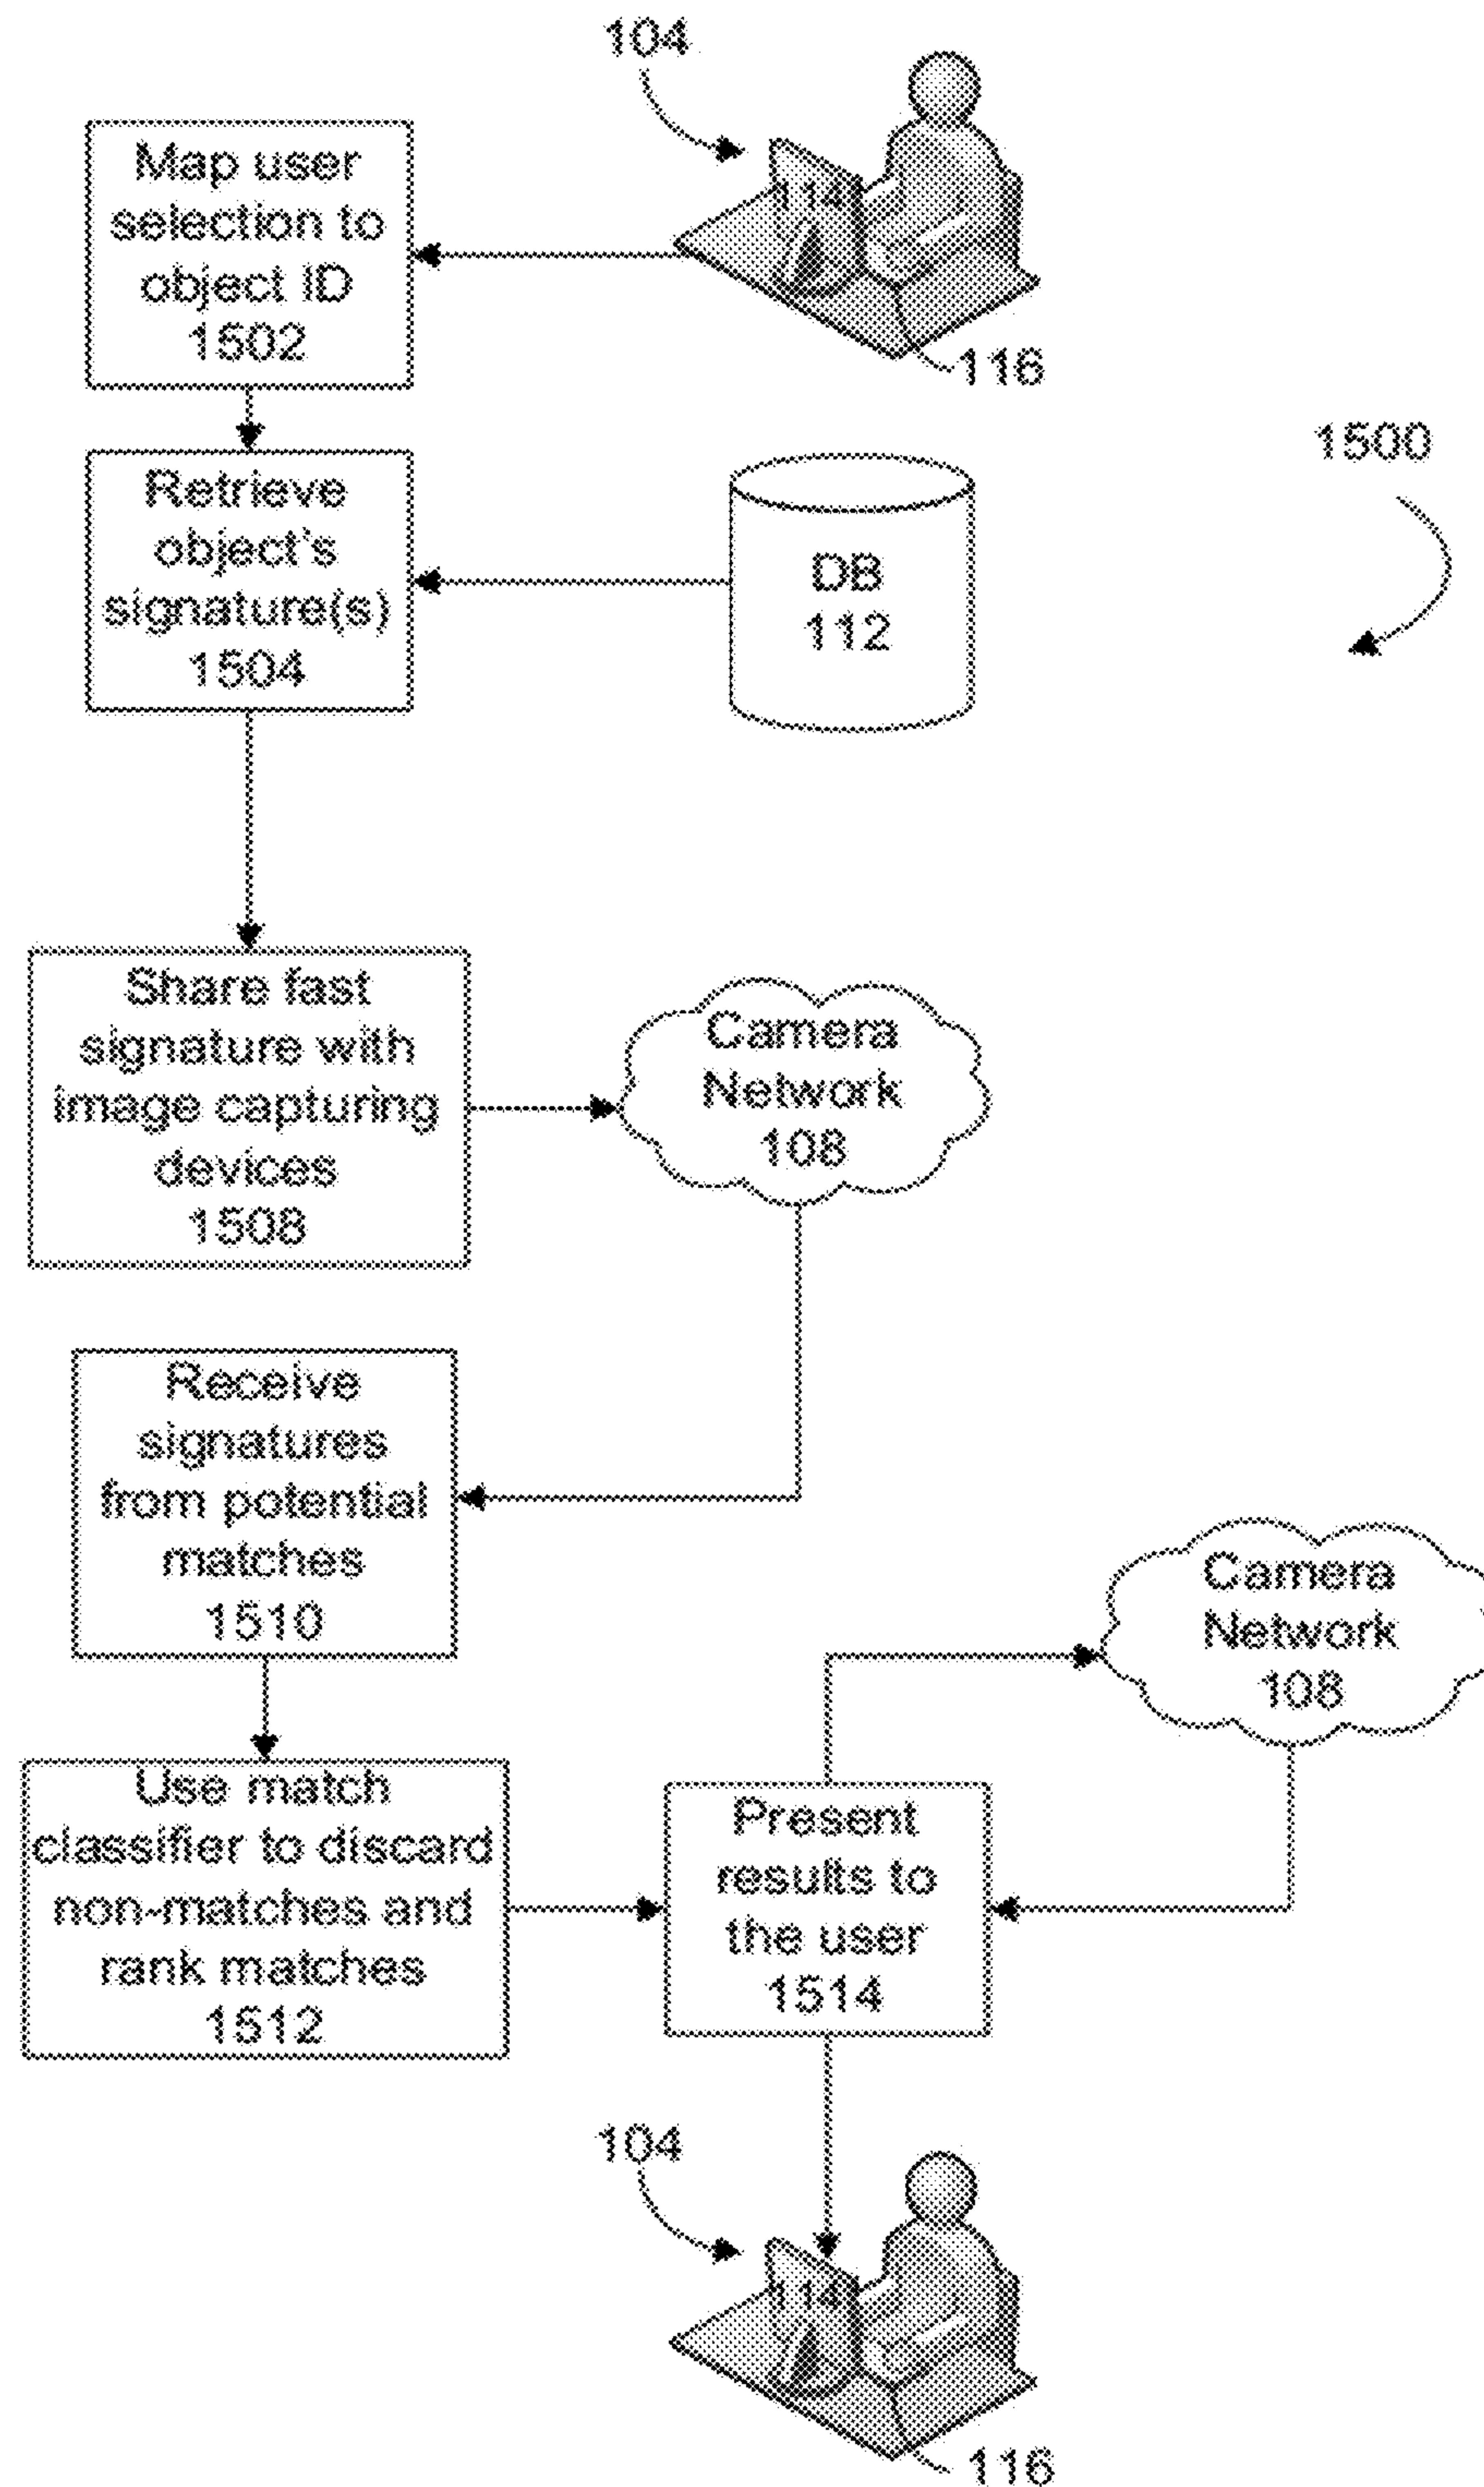 104
Map user
selection to
object ID
1502
114
116
1500
Retrieve
object's
signature(s)
1504
DB
112
Share fast
signature with
image capturing
devices
1508
Camera
Network
108
Receive
signatures
from potential
matches
1510
Camera
Network
108
Use match
classifier to discard
non-matches and
rank matches
1512
Present
results to
the user
1514
104
114
116